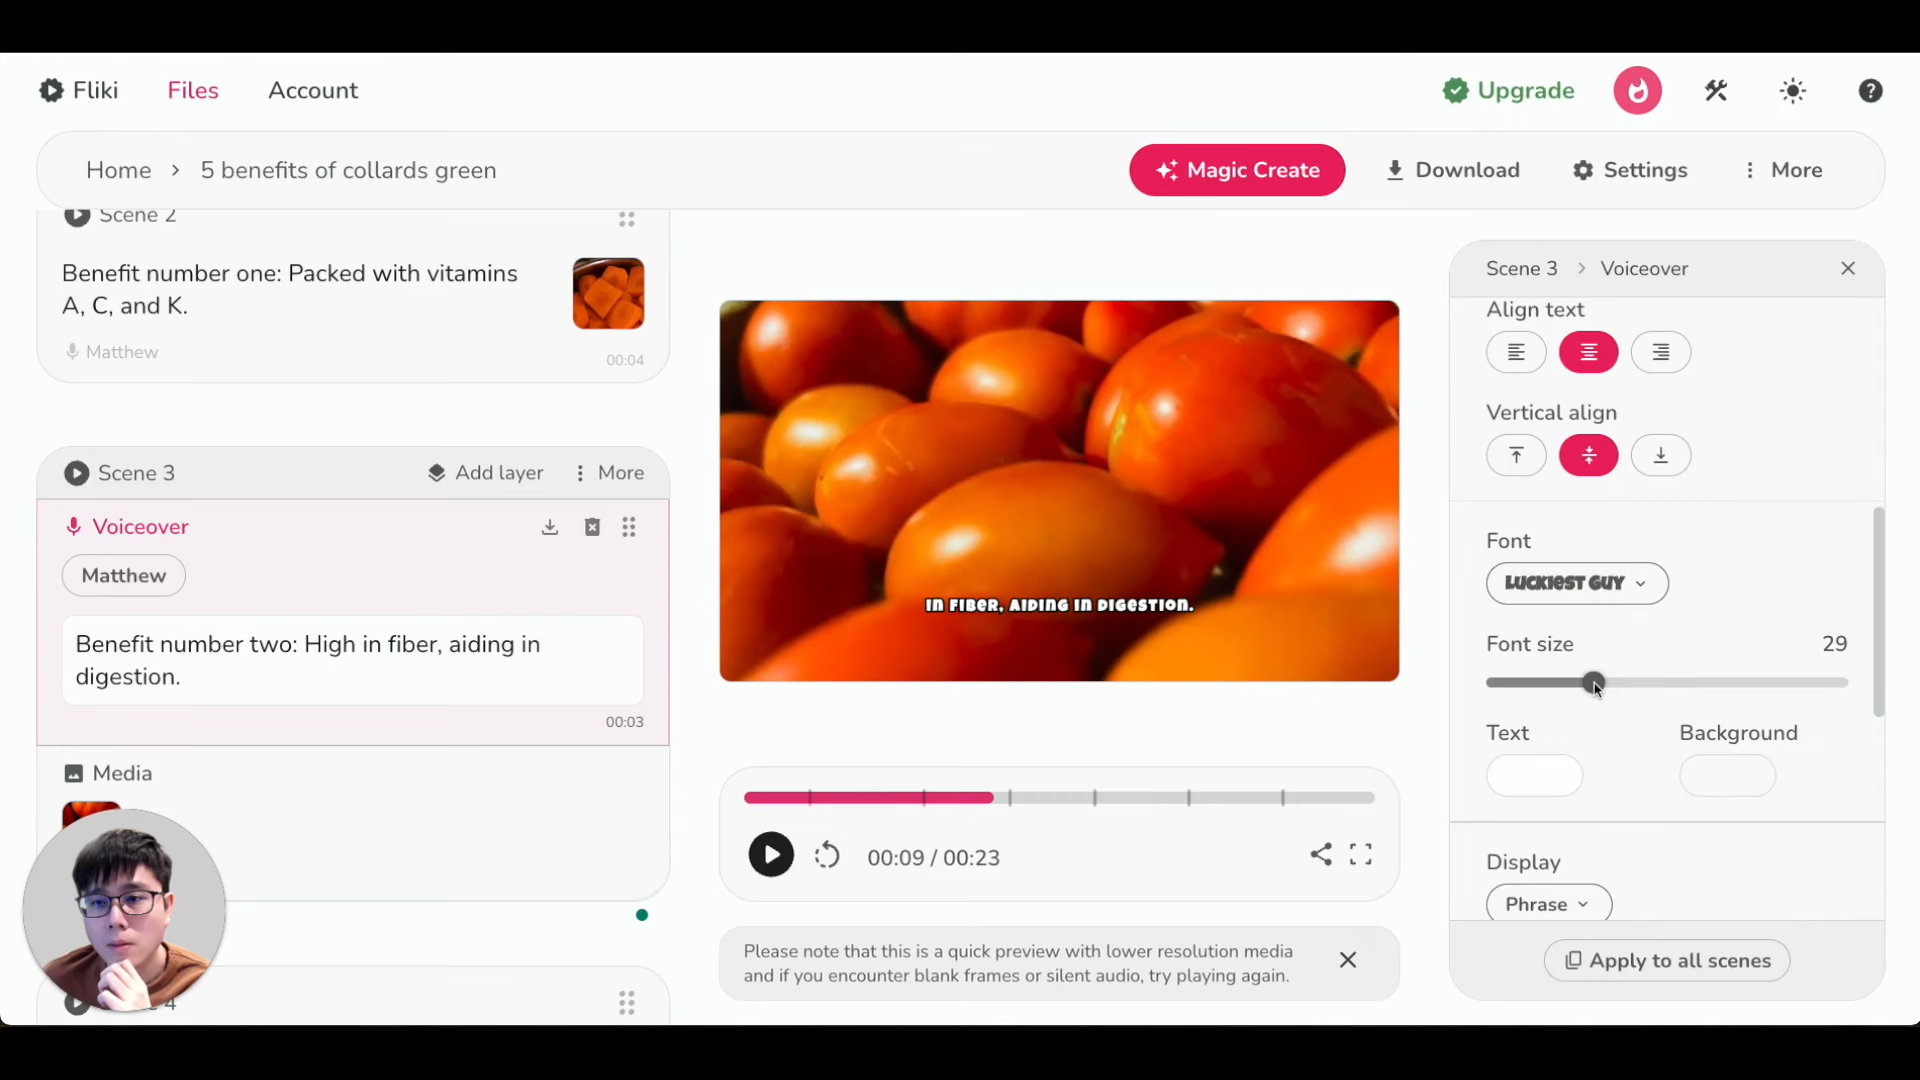 Fliki
Files
Account
Upgrade
Home > 5 benefits of collards green
Magic Create
Download
Settings
More
Scene 2
Benefit number one: Packed with vitamins
A, C, and K.
Matthew
00:04
Scene 3
Add layer
More
Voiceover
Matthew
Benefit number two: High in fiber, aiding in
digestion.
00:03
Media
4
IN FIBER, AIDING IN DIGESTION.
00:09 / 00:23
Please note that this is a quick preview with lower resolution media
and if you encounter blank frames or silent audio, try playing again.
Scene 3 > Voiceover
Align text
Vertical align
Font
LUCKIEST GUY
Font size
29
Text
Background
Display
Phrase
Apply to all scenes